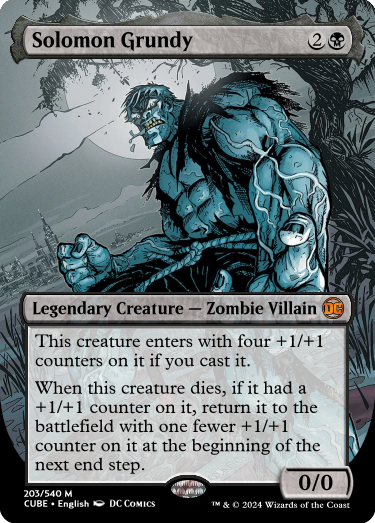 Solomon Grundy 2
Legendary Creature — Zombie Villain DC
This creature enters with four +1/+1
counters on it if you cast it.
When this creature dies, if it had a
+1/+1 counter on it, return it to the
battlefield with one fewer +1/+1
counter on it at the beginning of the
next end step.
0/0
203/540 M
CUBE • English DC Comics
™ & © 2024 Wizards of the Coast